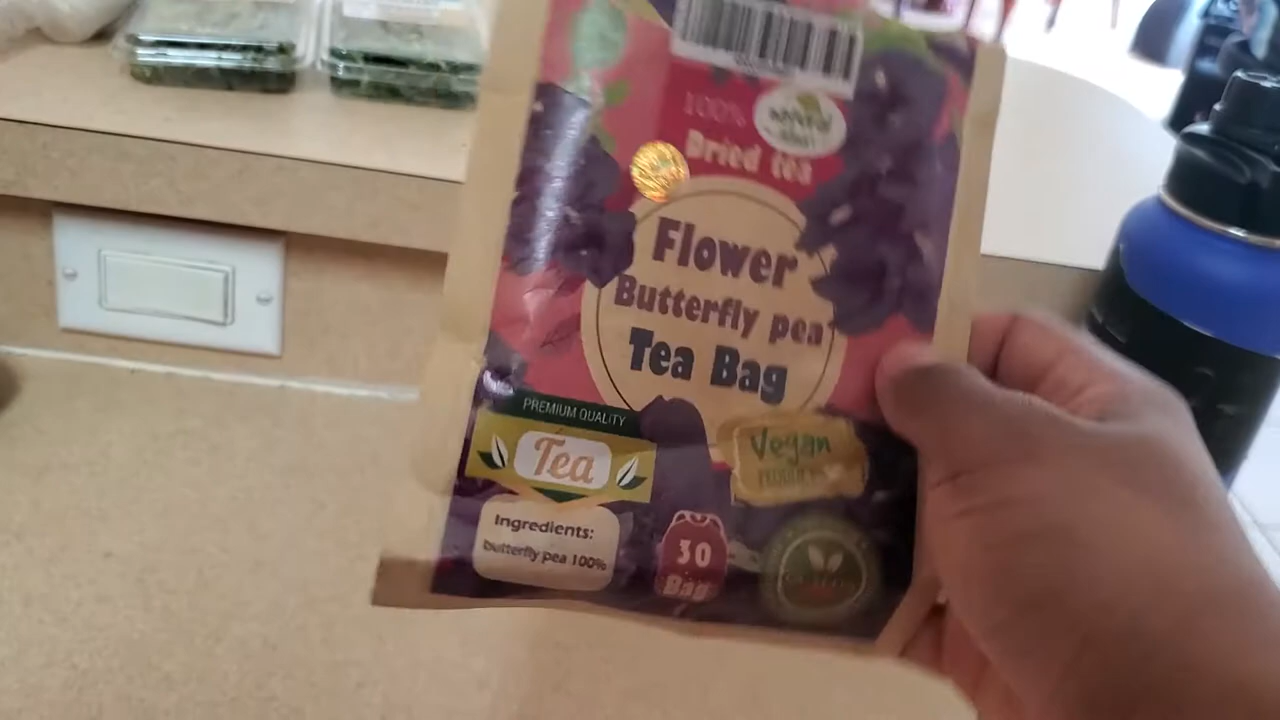 100%
Dried tea
Flower
Butterfly pea
Tea Bag
PREMIUM QUALITY
Tea
Vegan
Ingredients:
butterfly pea 100%
30
Bag